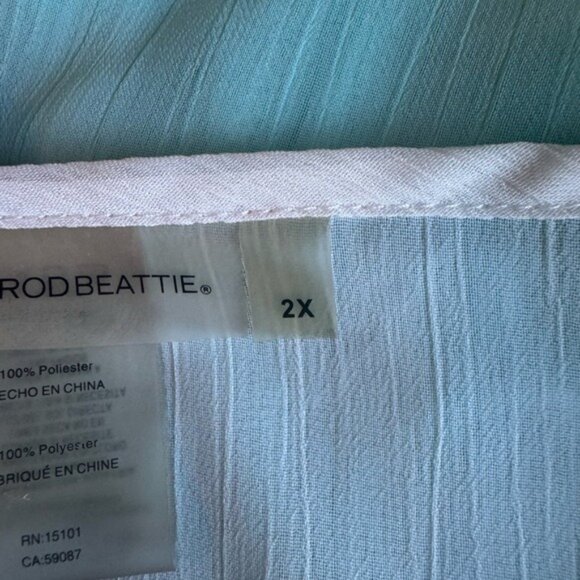 RODBEATTIE®
2X
100% Poliester
ECHO EN CHINA
100% Polyester
BRIQUÉ EN CHINE
RN:15101
CA:59087